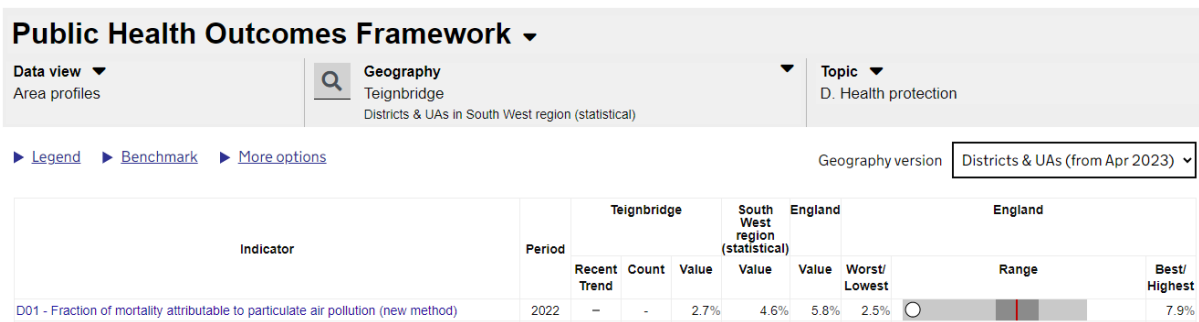 Public Health Outcomes Framework
Data view
Area profiles
Geography
Teignbridge
Districts & UAs in South West region (statistical)
Topic
D. Health protection
Legend Benchmark More options
Geography version Districts & UAs (from Apr 2023)
Indicator
Period
Teignbridge
South West region (statistical)
England
England
Recent Trend
Count
Value
Value
Value
Worst/ Lowest
Range
Best/ Highest
D01 - Fraction of mortality attributable to particulate air pollution (new method) 2022 – - 2.7% 4.6% 5.8% 2.5% 7.9%